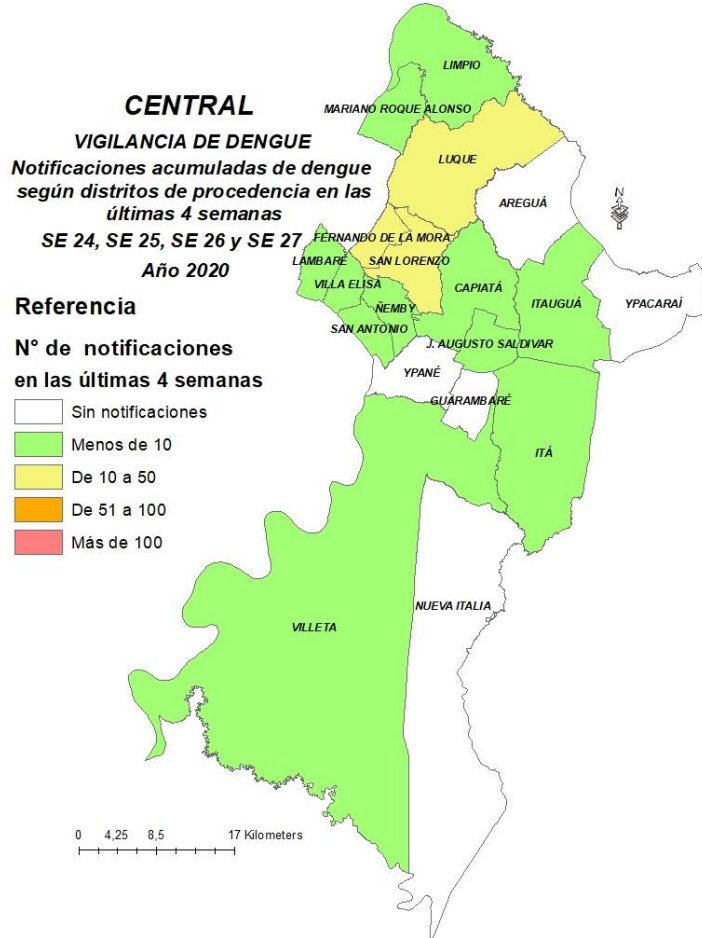 CENTRAL
VIGILANCIA DE DENGUE
Notificaciones acumuladas de dengue
según distritos de procedencia en las
últimas 4 semanas
SE 24, SE 25, SE 26 y SE 27
Año 2020
Referencia
N° de notificaciones
en las últimas 4 semanas
Sin notificaciones
Menos de 10
De 10 a 50
De 51 a 100
Más de 100
LIMPIO
MARIANO ROQUE ALONSO
LUQUE
AREGUÁ
N
FERNANDO DE LA MORA
LAMBARÉ
SAN LORENZO
VILLA ELISA
CAPIATÁ
ITAUGUÁ
YPACARAÍ
ÑEMBY
SAN ANTONIO
J. AUGUSTO SALDIVAR
YPANÉ
GUARAMBARÉ
ITÁ
NUEVA ITALIA
VILLETA
0 4,25 8,5 17 Kilometers